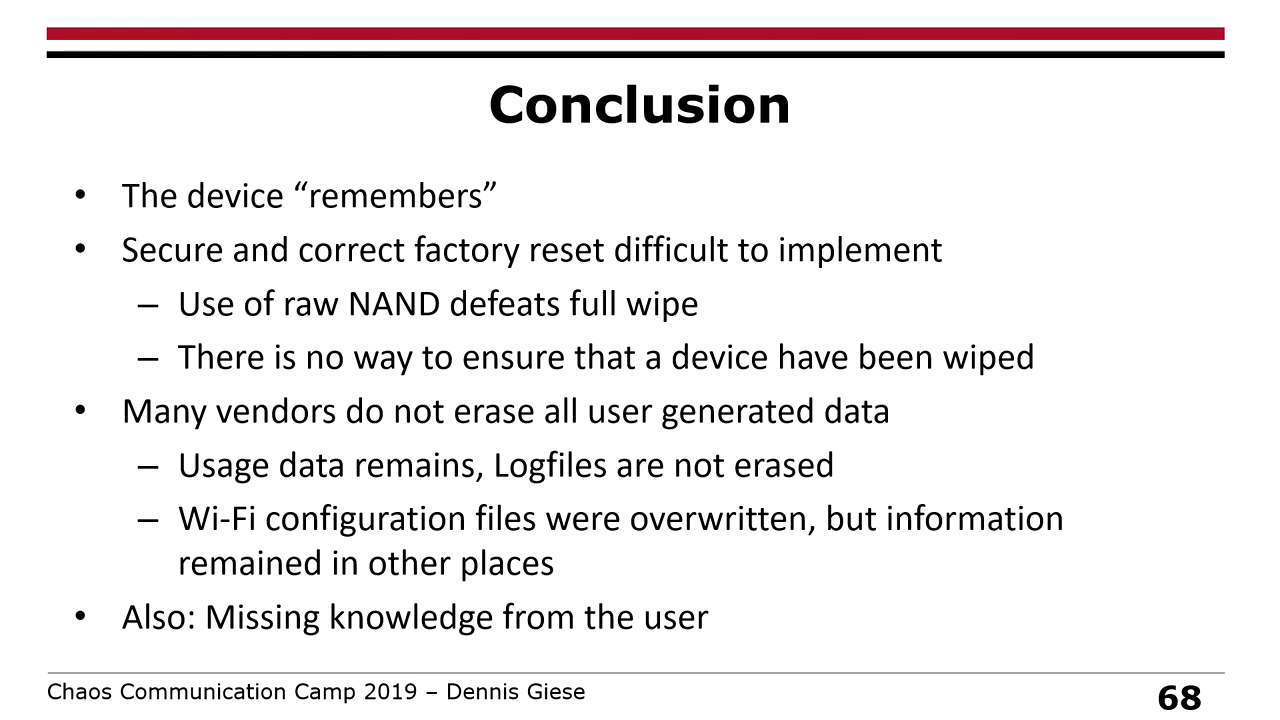 Conclusion
• The device “remembers”
• Secure and correct factory reset difficult to implement
– Use of raw NAND defeats full wipe
– There is no way to ensure that a device have been wiped
• Many vendors do not erase all user generated data
– Usage data remains, Logfiles are not erased
– Wi-Fi configuration files were overwritten, but information
remained in other places
• Also: Missing knowledge from the user
Chaos Communication Camp 2019 – Dennis Giese
68